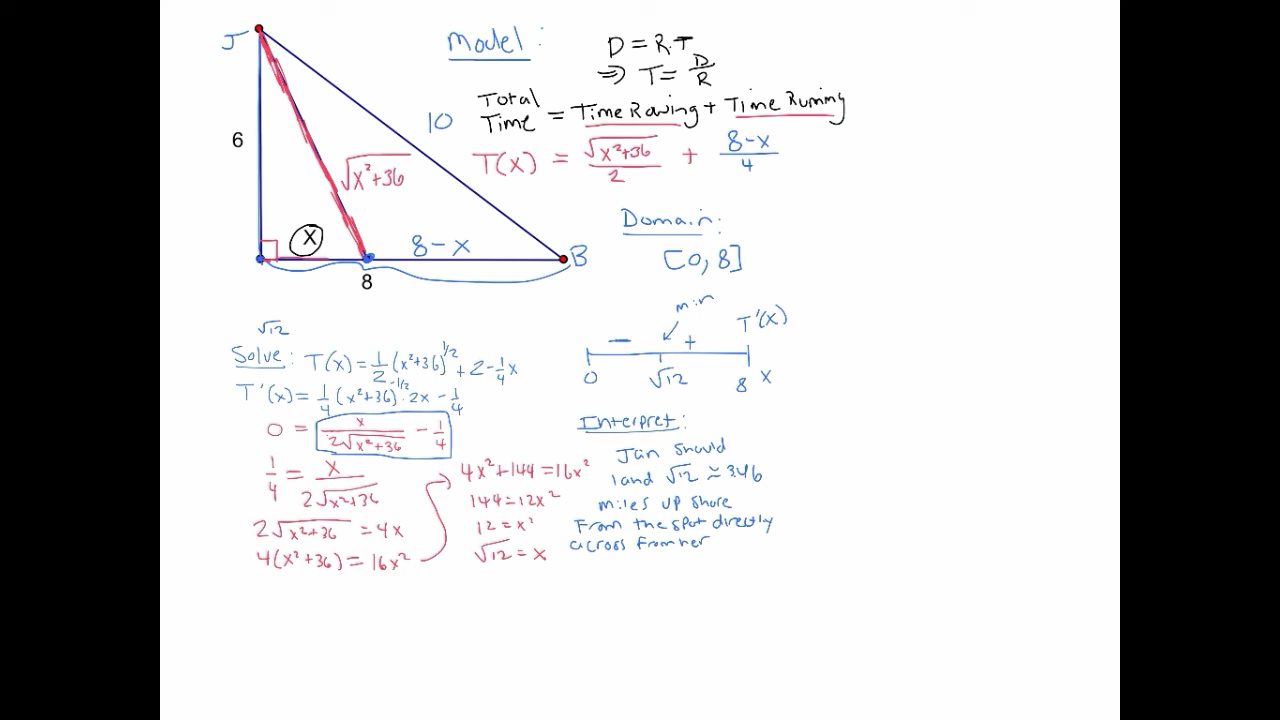 J
6
10
√x²+36
x
8-x
B
8
Model:
D = R·T
⇒ T = D/R
Total Time = Time Rowing + Time Running
T(x) = √x²+36/2 + 8-x/4
Domain:
[0, 8]
√12
Solve: T(x) = 1/2 (x²+36)^1/2 + 2 - 1/4 x
T'(x) = 1/4 (x²+36)^-1/2 · 2x - 1/4
0 = x/2√x²+36 - 1/4
1/4 = x/2√x²+36
2√x²+36 = 4x
4(x²+36) = 16x²
4x²+144 = 16x²
144 = 12x²
12 = x²
√12 = x
min
T'(x)
- +
0 √12 8 x
Interpret:
Jan should
land √12 ≈ 3.46
miles up shore
from the spot directly
across from her